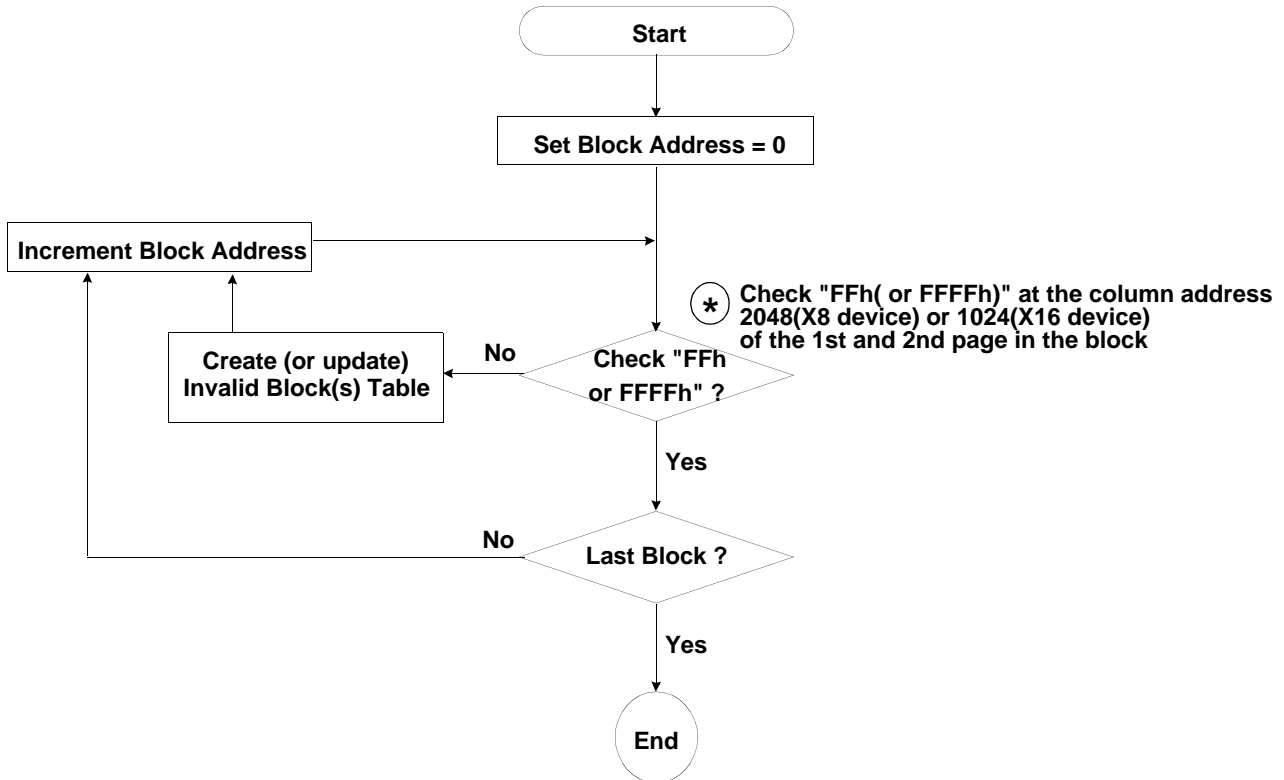 Start
Set Block Address = 0
Increment Block Address
* Check "FFh( or FFFFh)" at the column address
2048(X8 device) or 1024(X16 device)
of the 1st and 2nd page in the block
Create (or update)
Invalid Block(s) Table
No
Check "FFh
or FFFFh" ?
Yes
No
Last Block ?
Yes
End